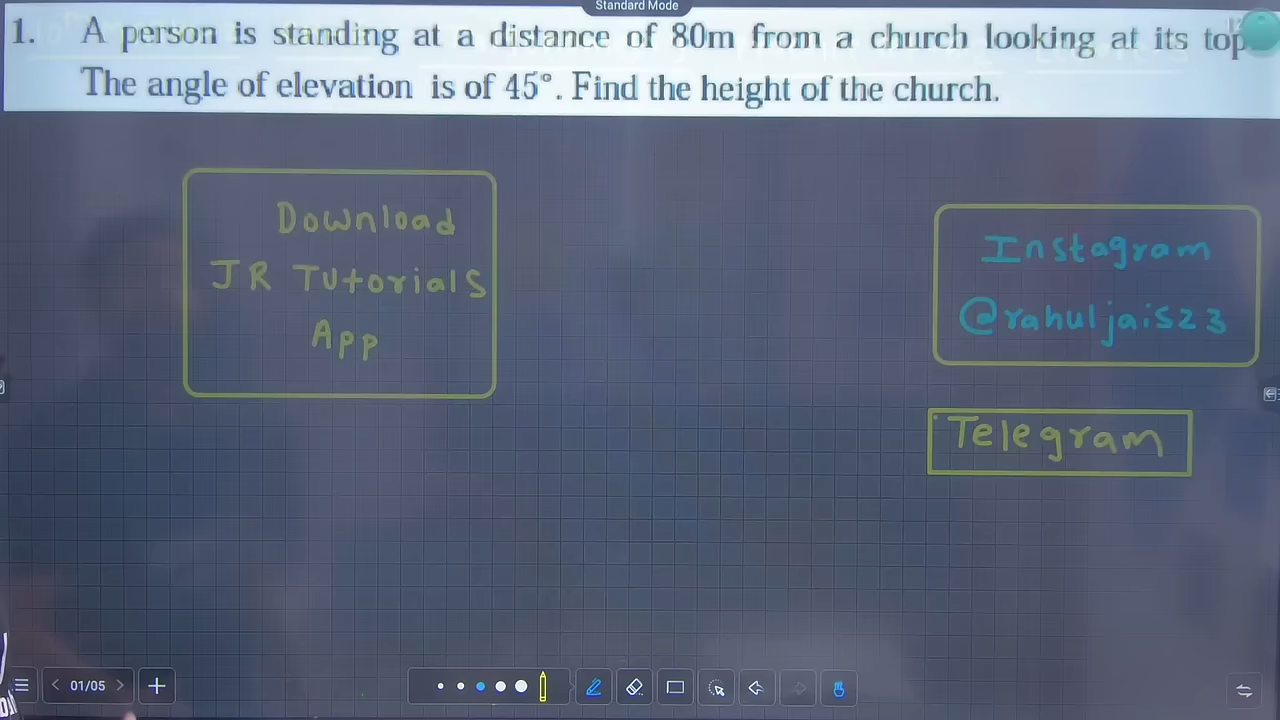 Standard Mode
1. A person is standing at a distance of 80m from a church looking at its top
The angle of elevation is of 45°. Find the height of the church.
Download
JR Tutorials
App
Instagram
@rahuljais23
Telegram
01/05